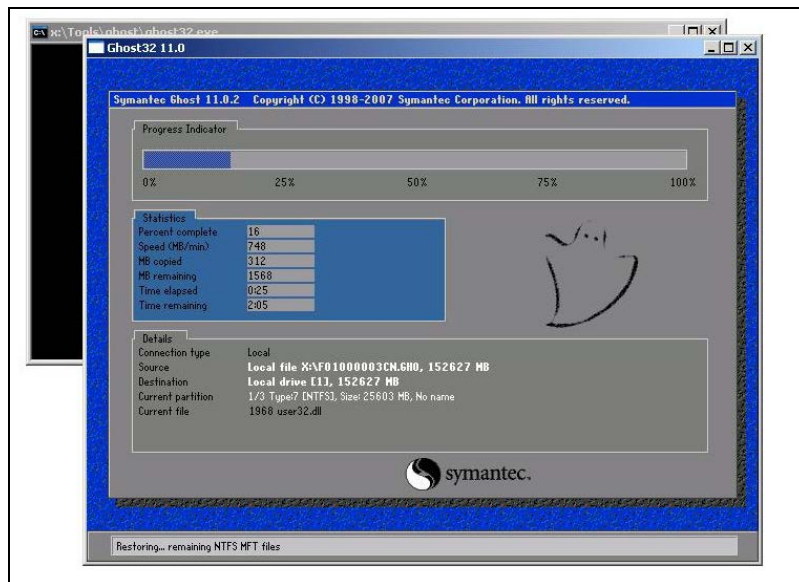 x:\Tools\ghost\ghost32.exe
Ghost32 11.0
Symantec Ghost 11.0.2 Copyright (C) 1998-2007 Symantec Corporation. All rights reserved.
Progress Indicator
0% 25% 50% 75% 100%
Statistics
Percent complete 16
Speed (MB/min) 748
MB copied 312
MB remaining 1568
Time elapsed 0:25
Time remaining 2:05
Details
Connection type Local
Source Local file X:\F01000003CN.GHO, 152627 MB
Destination Local drive [1], 152627 MB
Current partition 1/3 Type:7 [NTFS], Size: 25603 MB, No name
Current file 1968 user32.dll
symantec.
Restoring... remaining NTFS MFT files